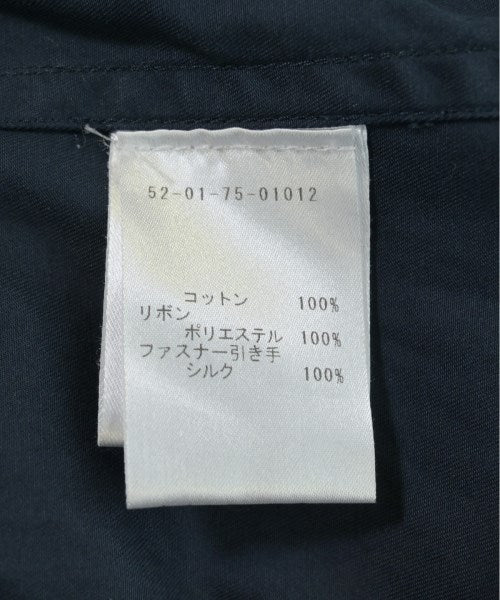 52-01-75-01012
コットン 100%
リボン
ポリエステル 100%
ファスナー引き手
シルク 100%